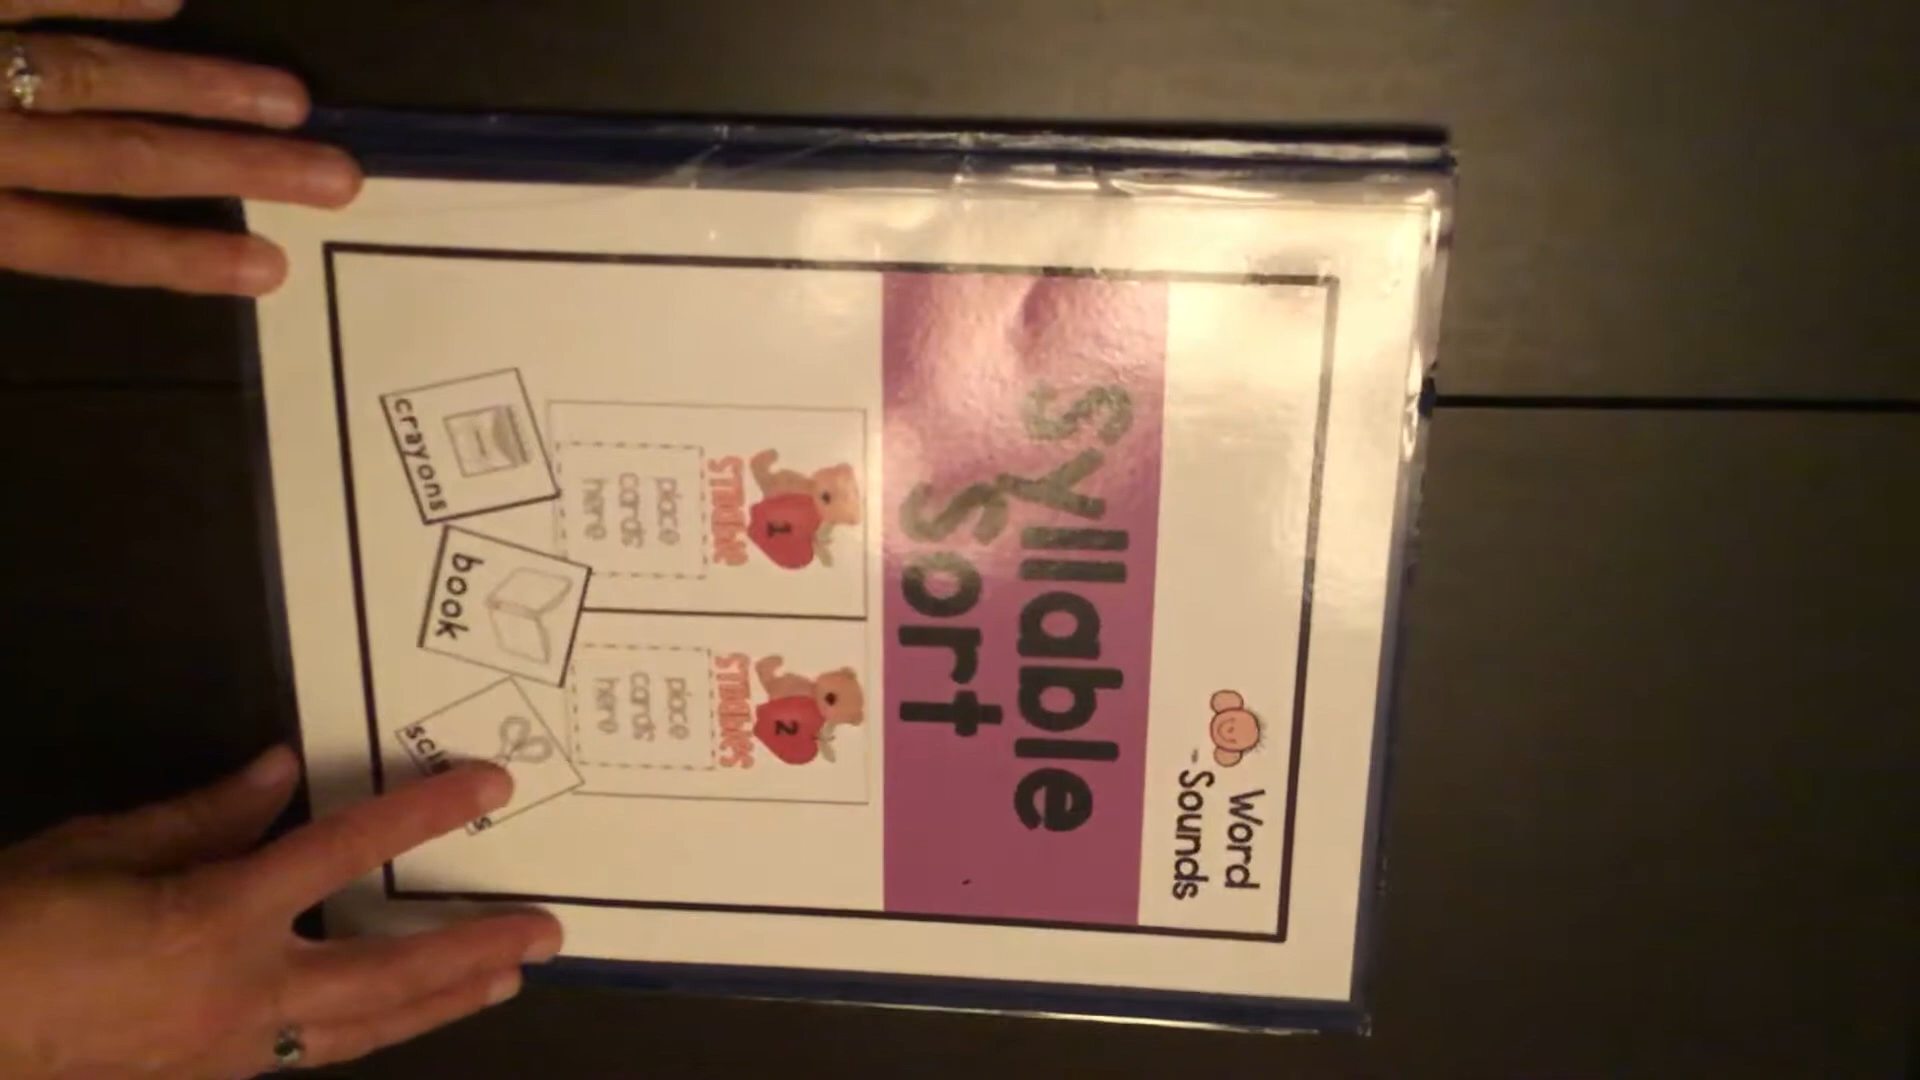 Word
-Sounds
Syllable
Sort
1
Syllable
place
cards
here
2
Syllables
place
cards
here
crayons
book